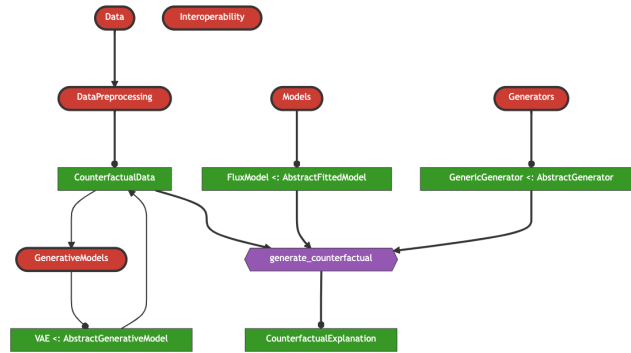 Data
Interoperability
DataPreprocessing
Models
Generators
CounterfactualData
FluxModel <: AbstractFittedModel
GenericGenerator <: AbstractGenerator
GenerativeModels
generate_counterfactual
VAE <: AbstractGenerativeModel
CounterfactualExplanation